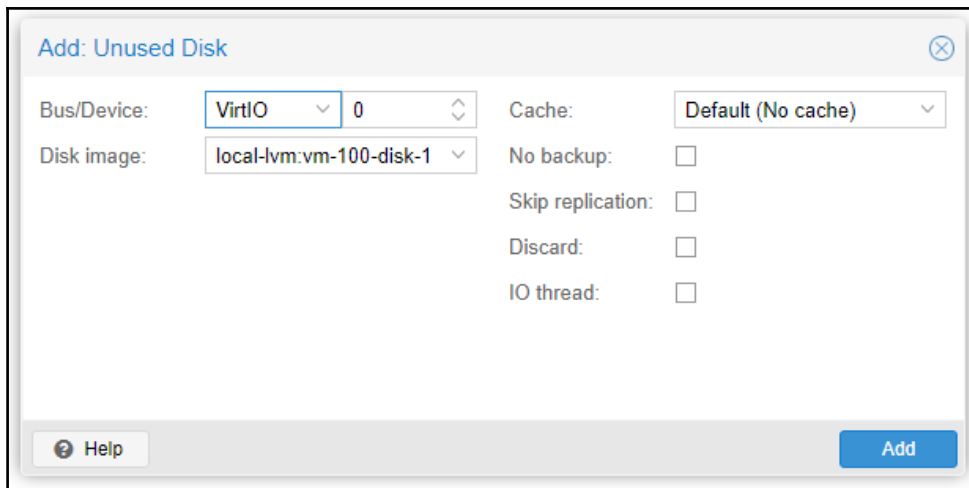 Add: Unused Disk
Bus/Device: VirtIO 0 Cache: Default (No cache)
Disk image: local-lvm:vm-100-disk-1 No backup:
Skip replication:
Discard:
IO thread:
Help Add